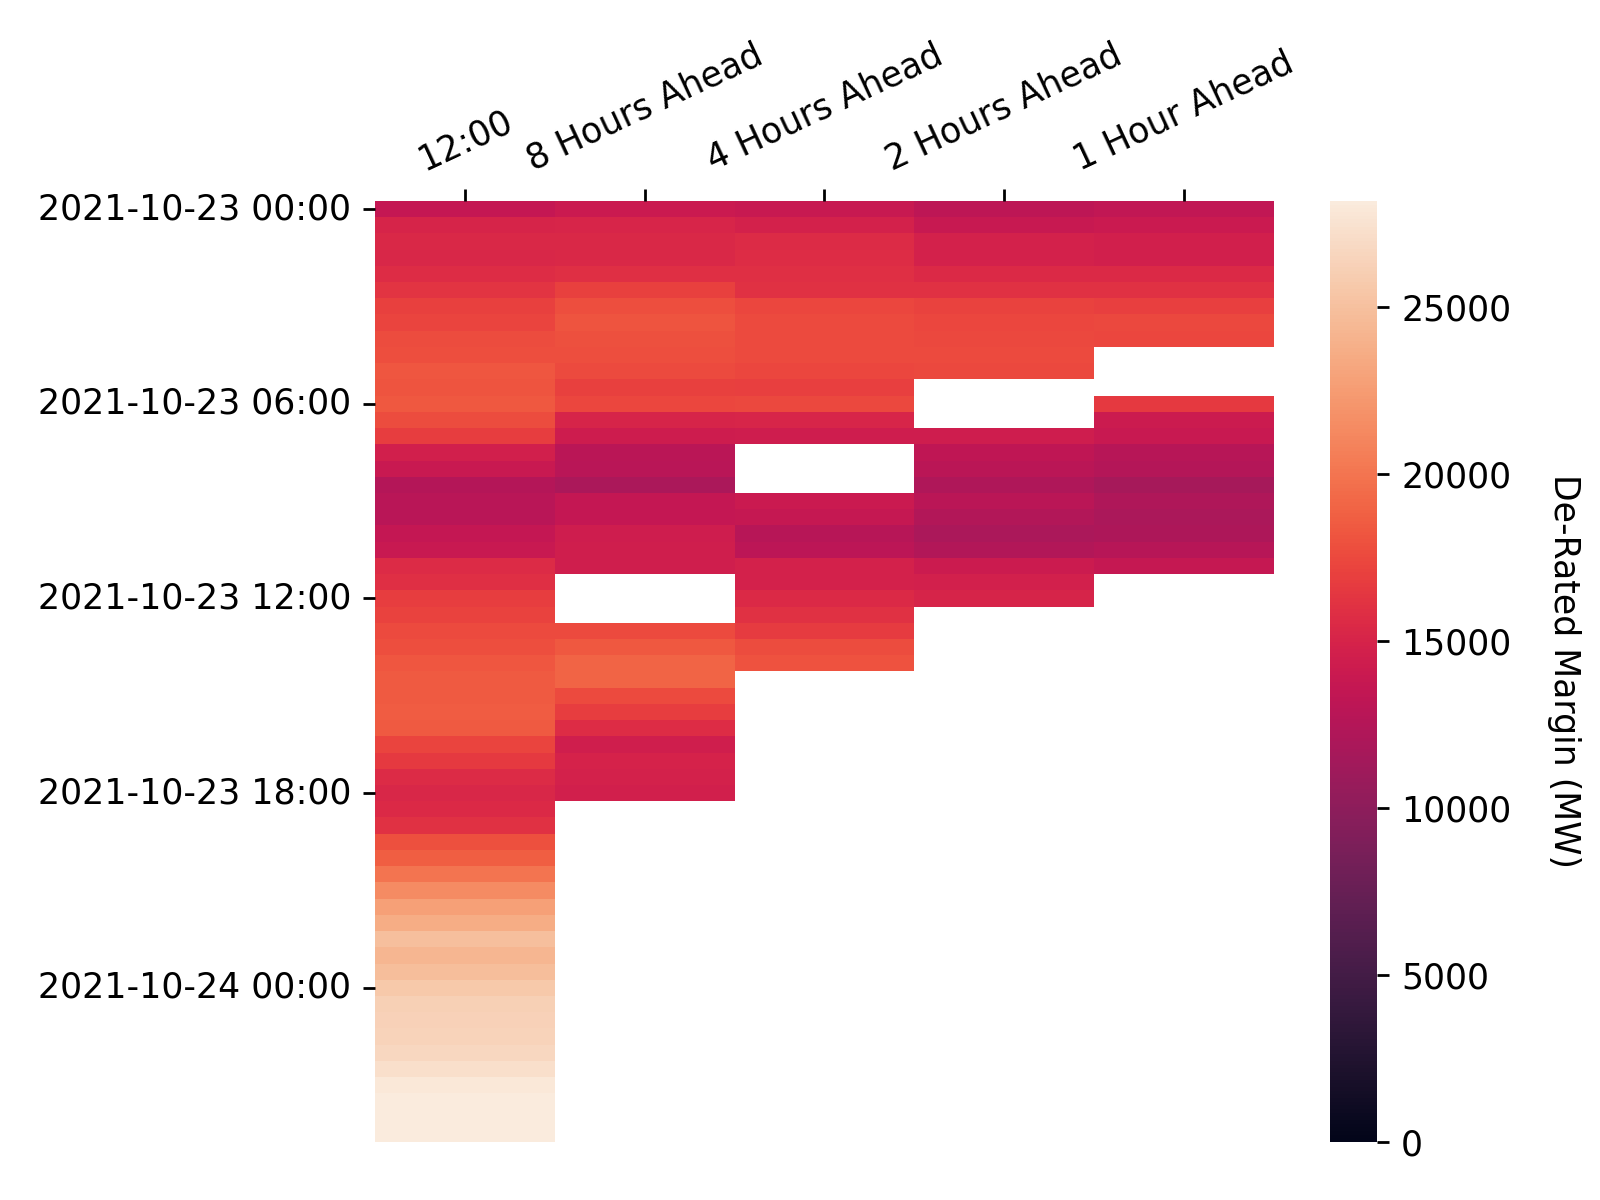 12:00
8 Hours Ahead
4 Hours Ahead
2 Hours Ahead
1 Hour Ahead
2021-10-23 00:00
2021-10-23 06:00
2021-10-23 12:00
2021-10-23 18:00
2021-10-24 00:00
25000
20000
15000
10000
5000
0
De-Rated Margin (MW)